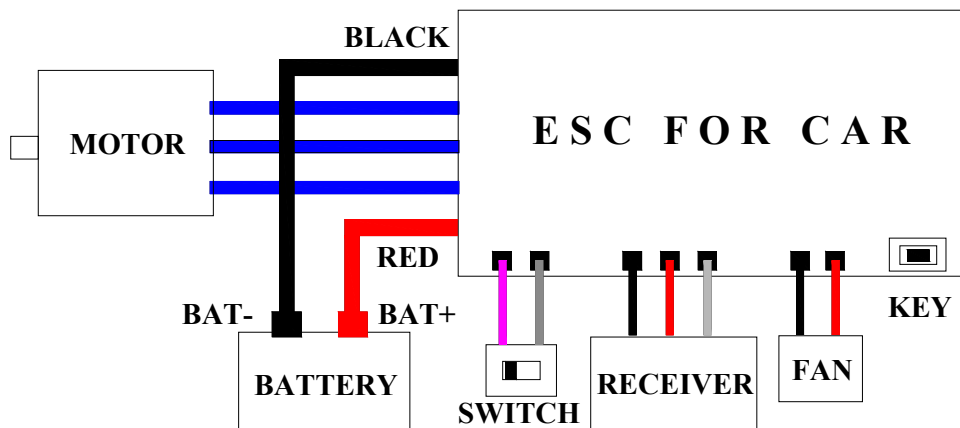 BLACK
ESC FOR CAR
MOTOR
RED
KEY
BAT-
BAT+
BATTERY
SWITCH
RECEIVER
FAN